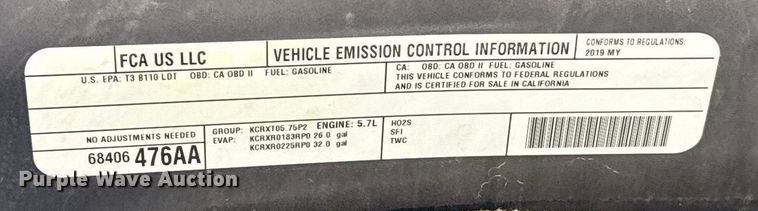 FCA US LLC
VEHICLE EMISSION CONTROL INFORMATION
CONFORMS TO REGULATIONS:
2019 MY
U.S. EPA: T3 B110 LDT OBD: CA OBD II FUEL: GASOLINE
CA: OBD: CA OBD II FUEL: GASOLINE
THIS VEHICLE CONFORMS TO FEDERAL REGULATIONS
AND IS CERTIFIED FOR SALE IN CALIFORNIA
NO ADJUSTMENTS NEEDED
68406 476AA
GROUP: KCRXT05.75P2 ENGINE: 5.7L
EVAP: KCRXR0183RP0 26.0 gal
KCRXR0225RP0 32.0 gal
HO2S
SFI
TWC
Purple Wave Auction